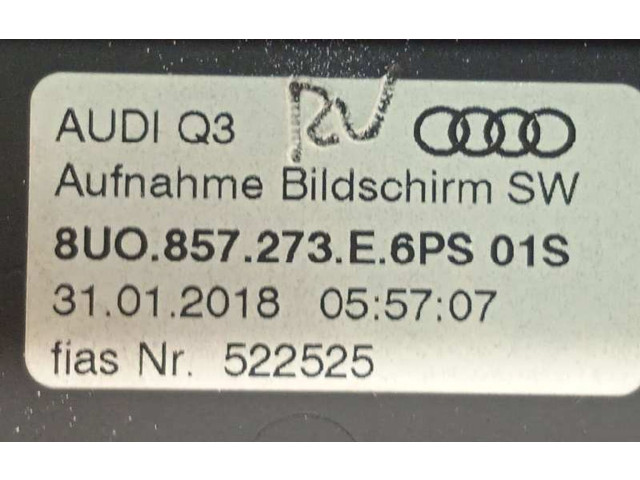 AUDI Q3 RU
Aufnahme Bildschirm SW
8UO.857.273.E.6PS 01S
31.01.2018 05:57:07
fias Nr. 522525